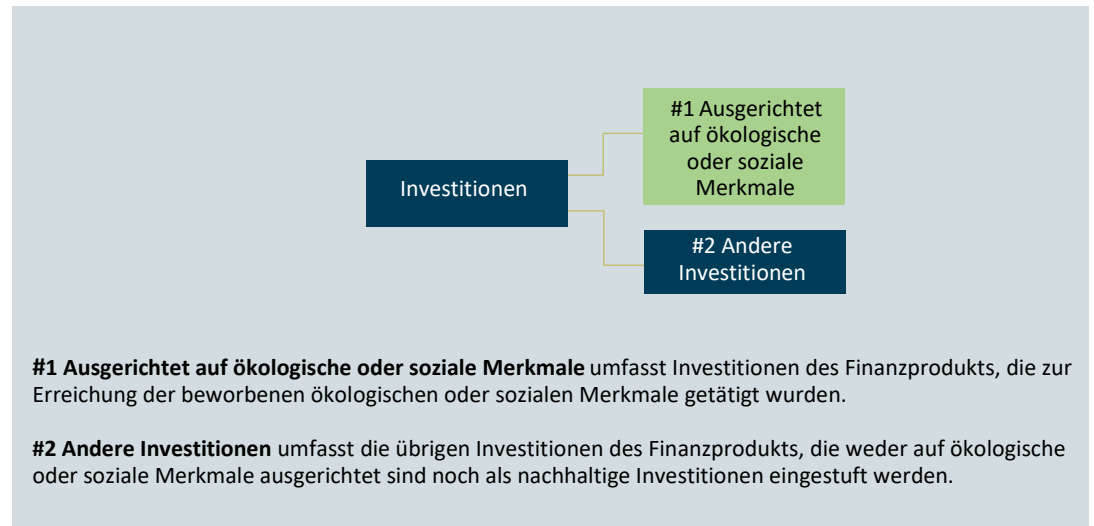 #1 Ausgerichtet
auf ökologische
oder soziale
Merkmale
Investitionen
#2 Andere
Investitionen
#1 Ausgerichtet auf ökologische oder soziale Merkmale umfasst Investitionen des Finanzprodukts, die zur
Erreichung der beworbenen ökologischen oder sozialen Merkmale getätigt wurden.
#2 Andere Investitionen umfasst die übrigen Investitionen des Finanzprodukts, die weder auf ökologische
oder soziale Merkmale ausgerichtet sind noch als nachhaltige Investitionen eingestuft werden.